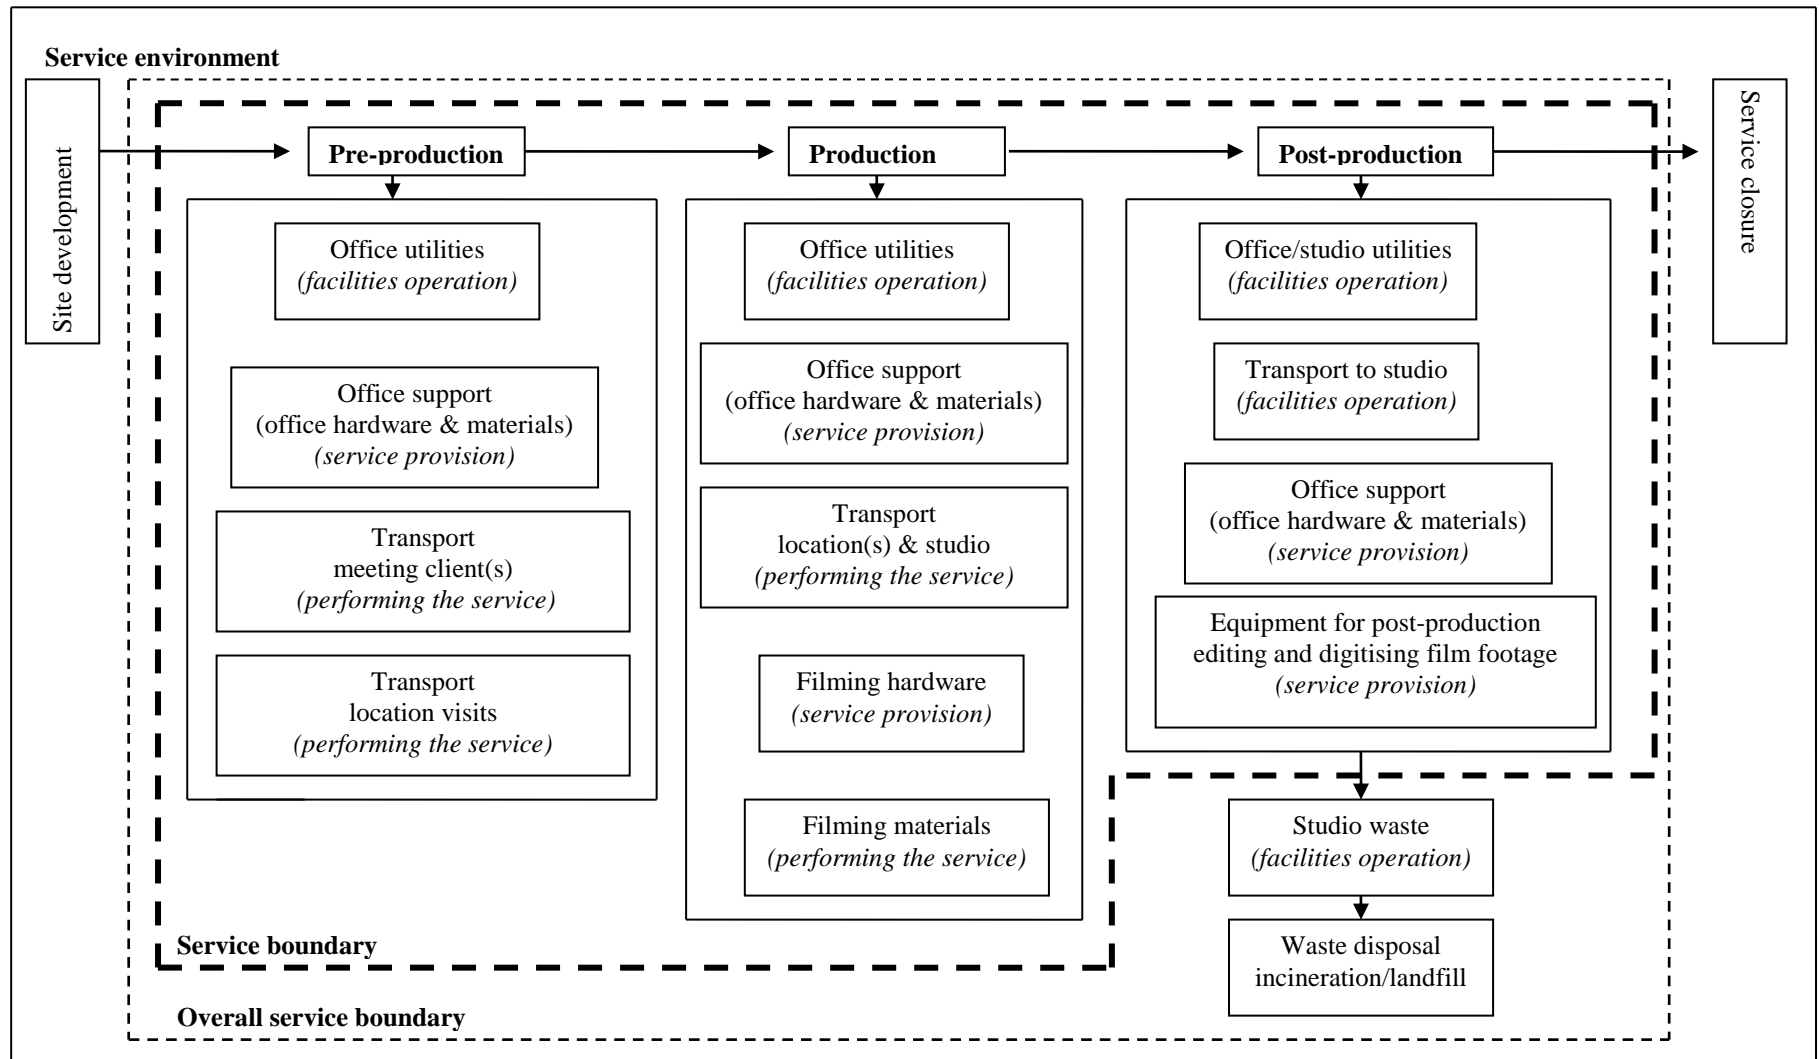 Service environment
Site development
Pre-production
Production
Post-production
Service closure
Office utilities
(facilities operation)
Office support
(office hardware & materials)
(service provision)
Transport
meeting client(s)
(performing the service)
Transport
location visits
(performing the service)
Office utilities
(facilities operation)
Office support
(office hardware & materials)
(service provision)
Transport
location(s) & studio
(performing the service)
Filming hardware
(service provision)
Filming materials
(performing the service)
Office/studio utilities
(facilities operation)
Transport to studio
(facilities operation)
Office support
(office hardware & materials)
(service provision)
Equipment for post-production
editing and digitising film footage
(service provision)
Studio waste
(facilities operation)
Waste disposal
incineration/landfill
Service boundary
Overall service boundary